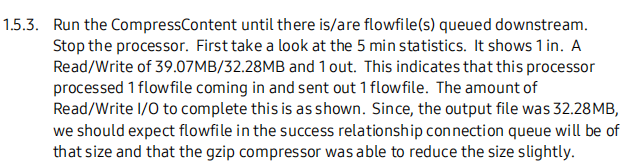 1.5.3. Run the CompressContent until there is/are flowfile(s) queued downstream.
Stop the processor. First take a look at the 5 min statistics. It shows 1 in. A
Read/Write of 39.07MB/32.28MB and 1 out. This indicates that this processor
processed 1 flowfile coming in and sent out 1 flowfile. The amount of
Read/Write I/O to complete this is as shown. Since, the output file was 32.28MB,
we should expect flowfile in the success relationship connection queue will be of
that size and that the gzip compressor was able to reduce the size slightly.